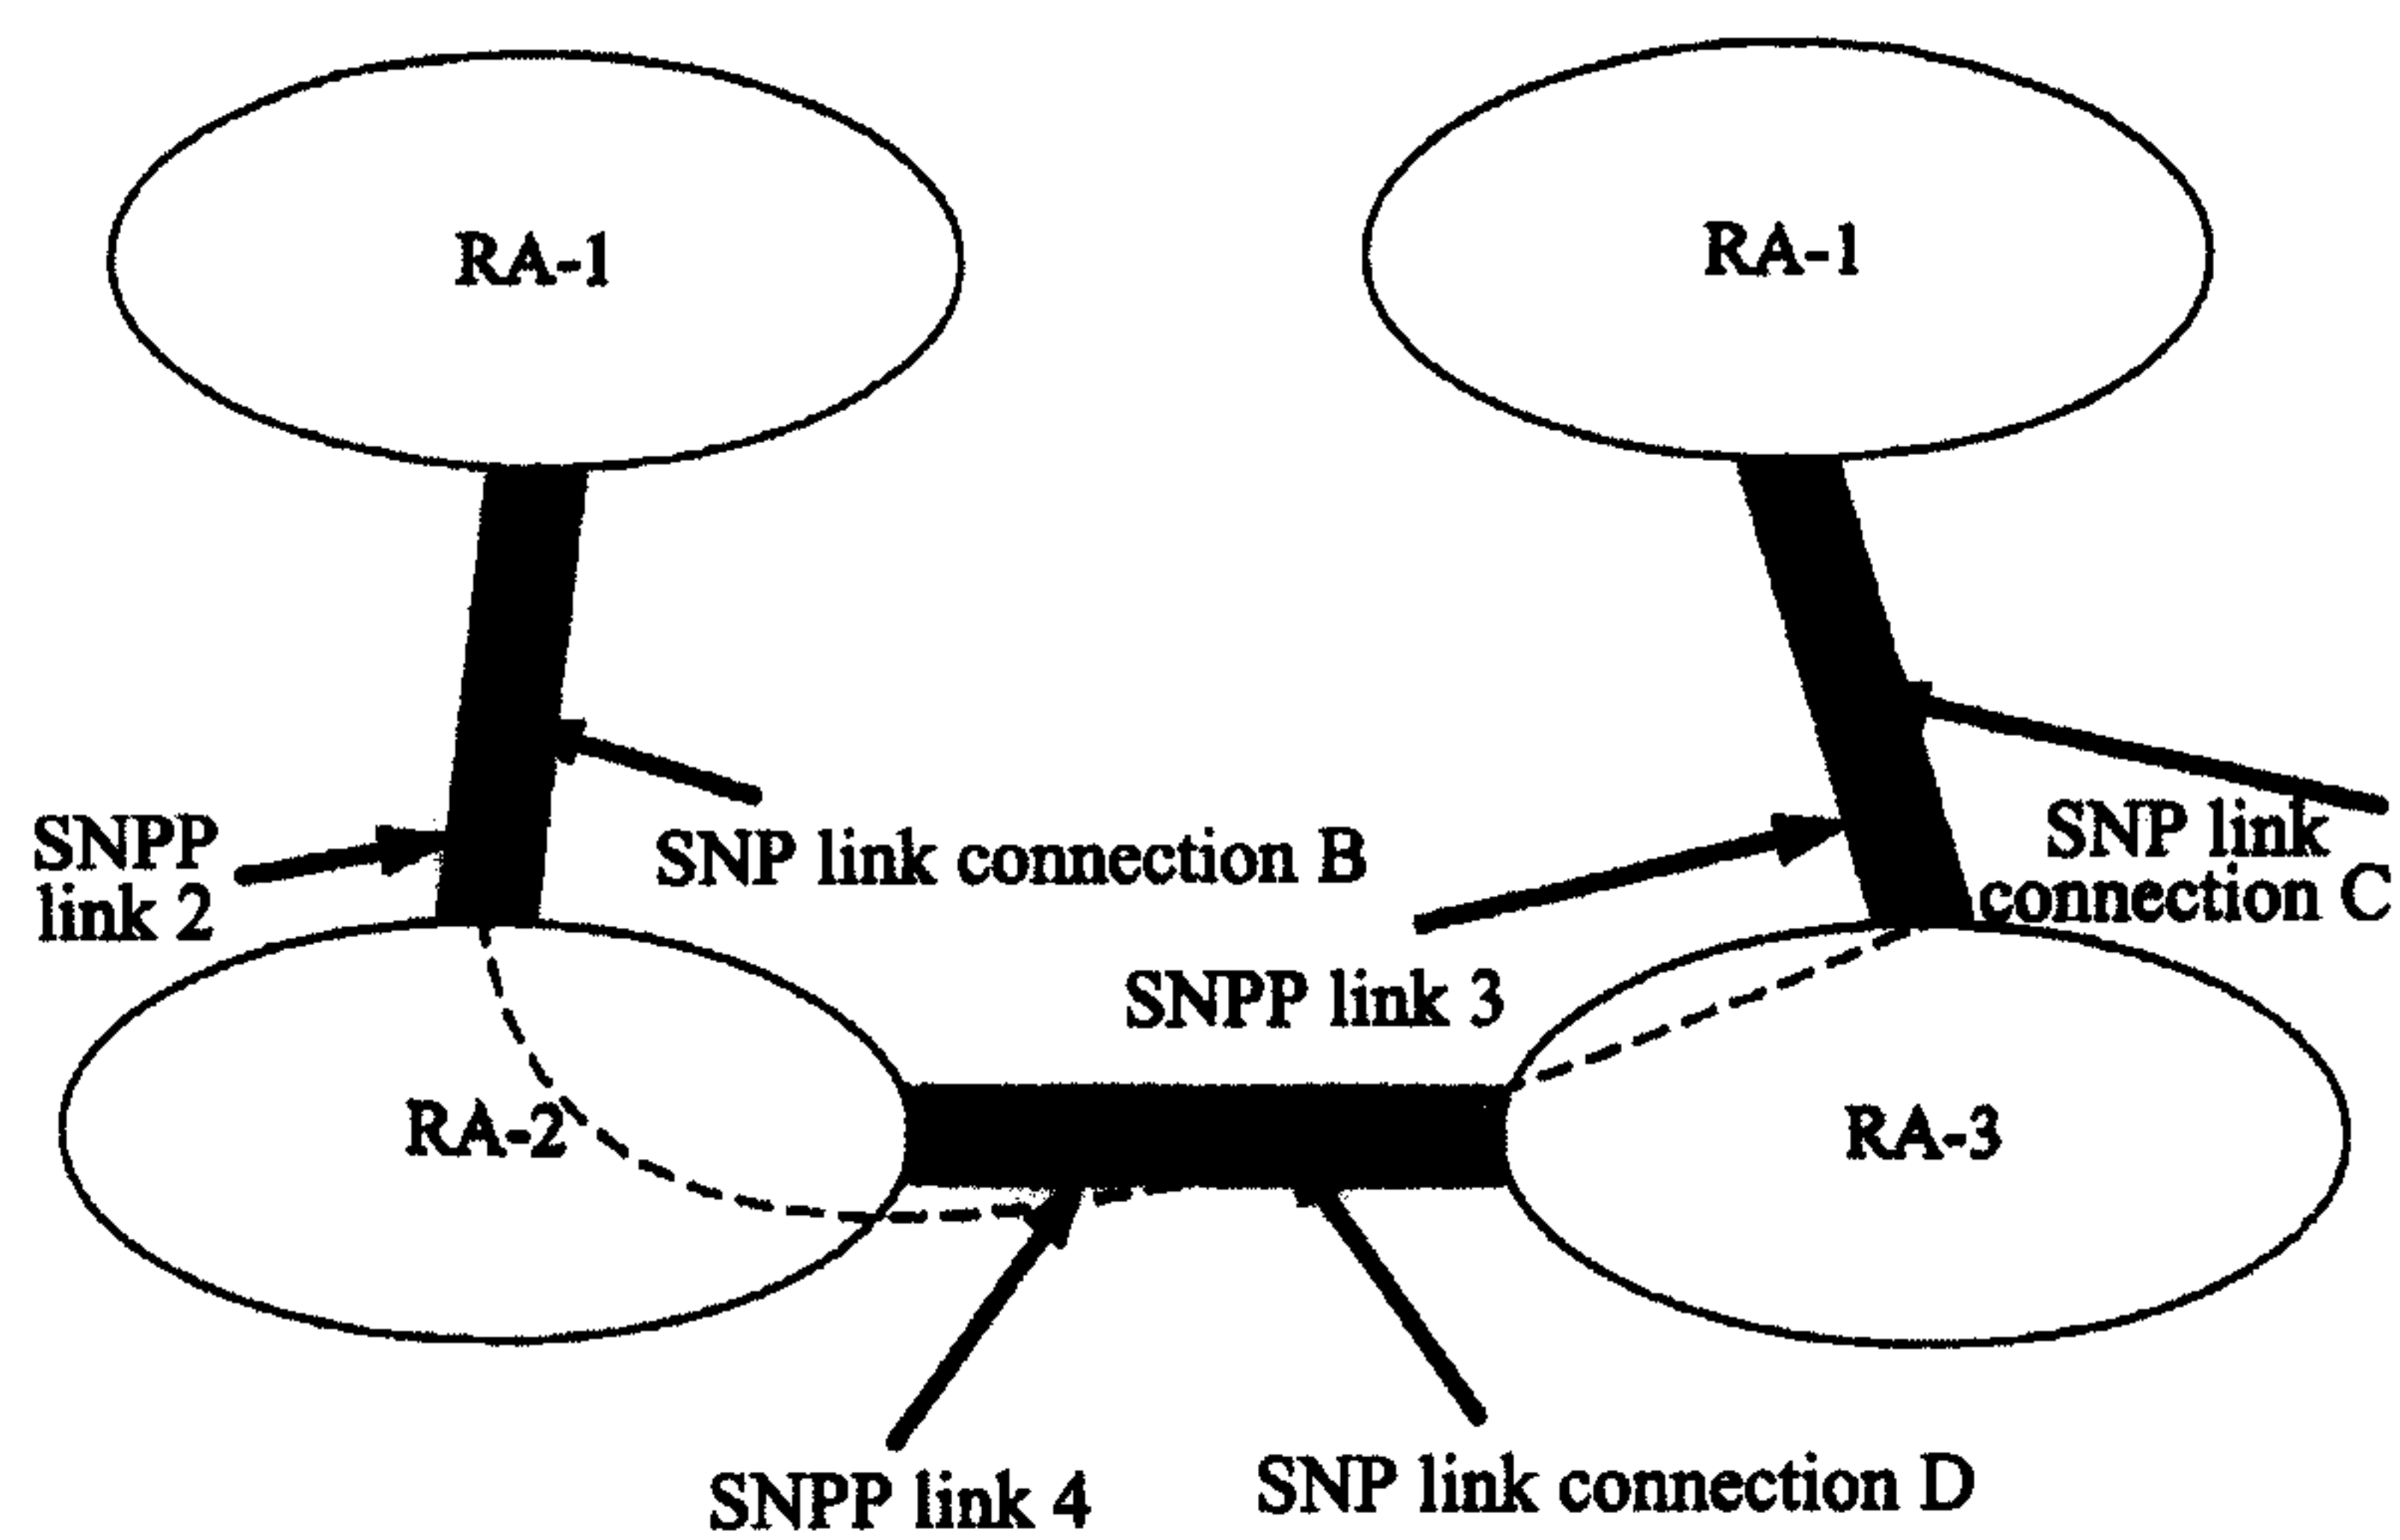 RA-1
RA-1
SNPP
link 2
SNP link connection B
SNP link
connection C
SNPP link 3
RA-2
RA-3
SNPP link 4
SNP link connection D